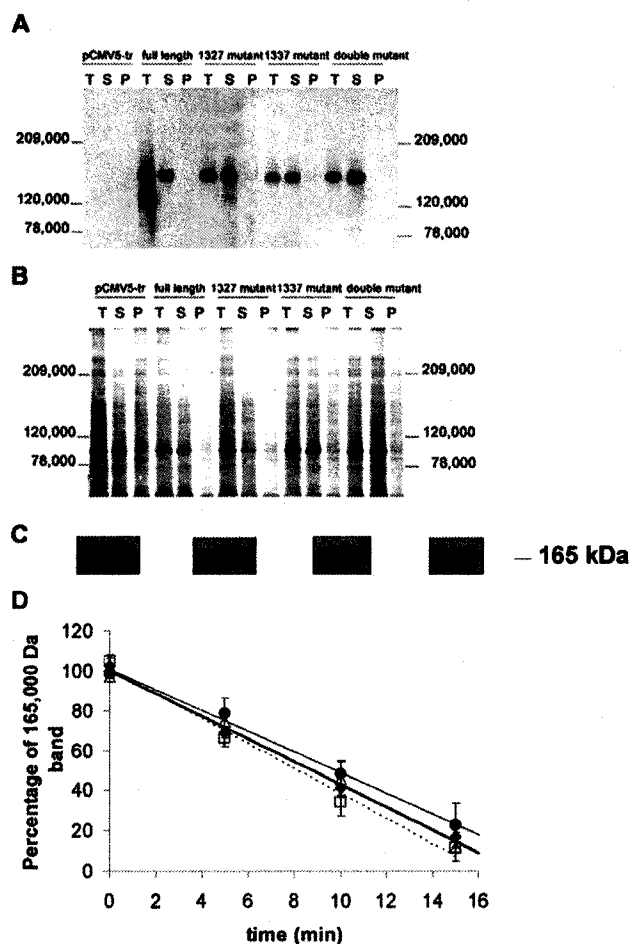 A
pCMV5-tr full length 1327 mutant 1337 mutant double mutant
T S P T S P T S P T S P T S P
209,000 209,000
120,000 120,000
78,000 78,000
B
pCMV5-tr full length 1327 mutant 1337 mutant double mutant
T S P T S P T S P T S P T S P
209,000 209,000
120,000 120,000
78,000 78,000
C
165 kDa
D
Percentage of 165,000 Da
band
120
100
80
60
40
20
0
0 2 4 6 8 10 12 14 16
time (min)